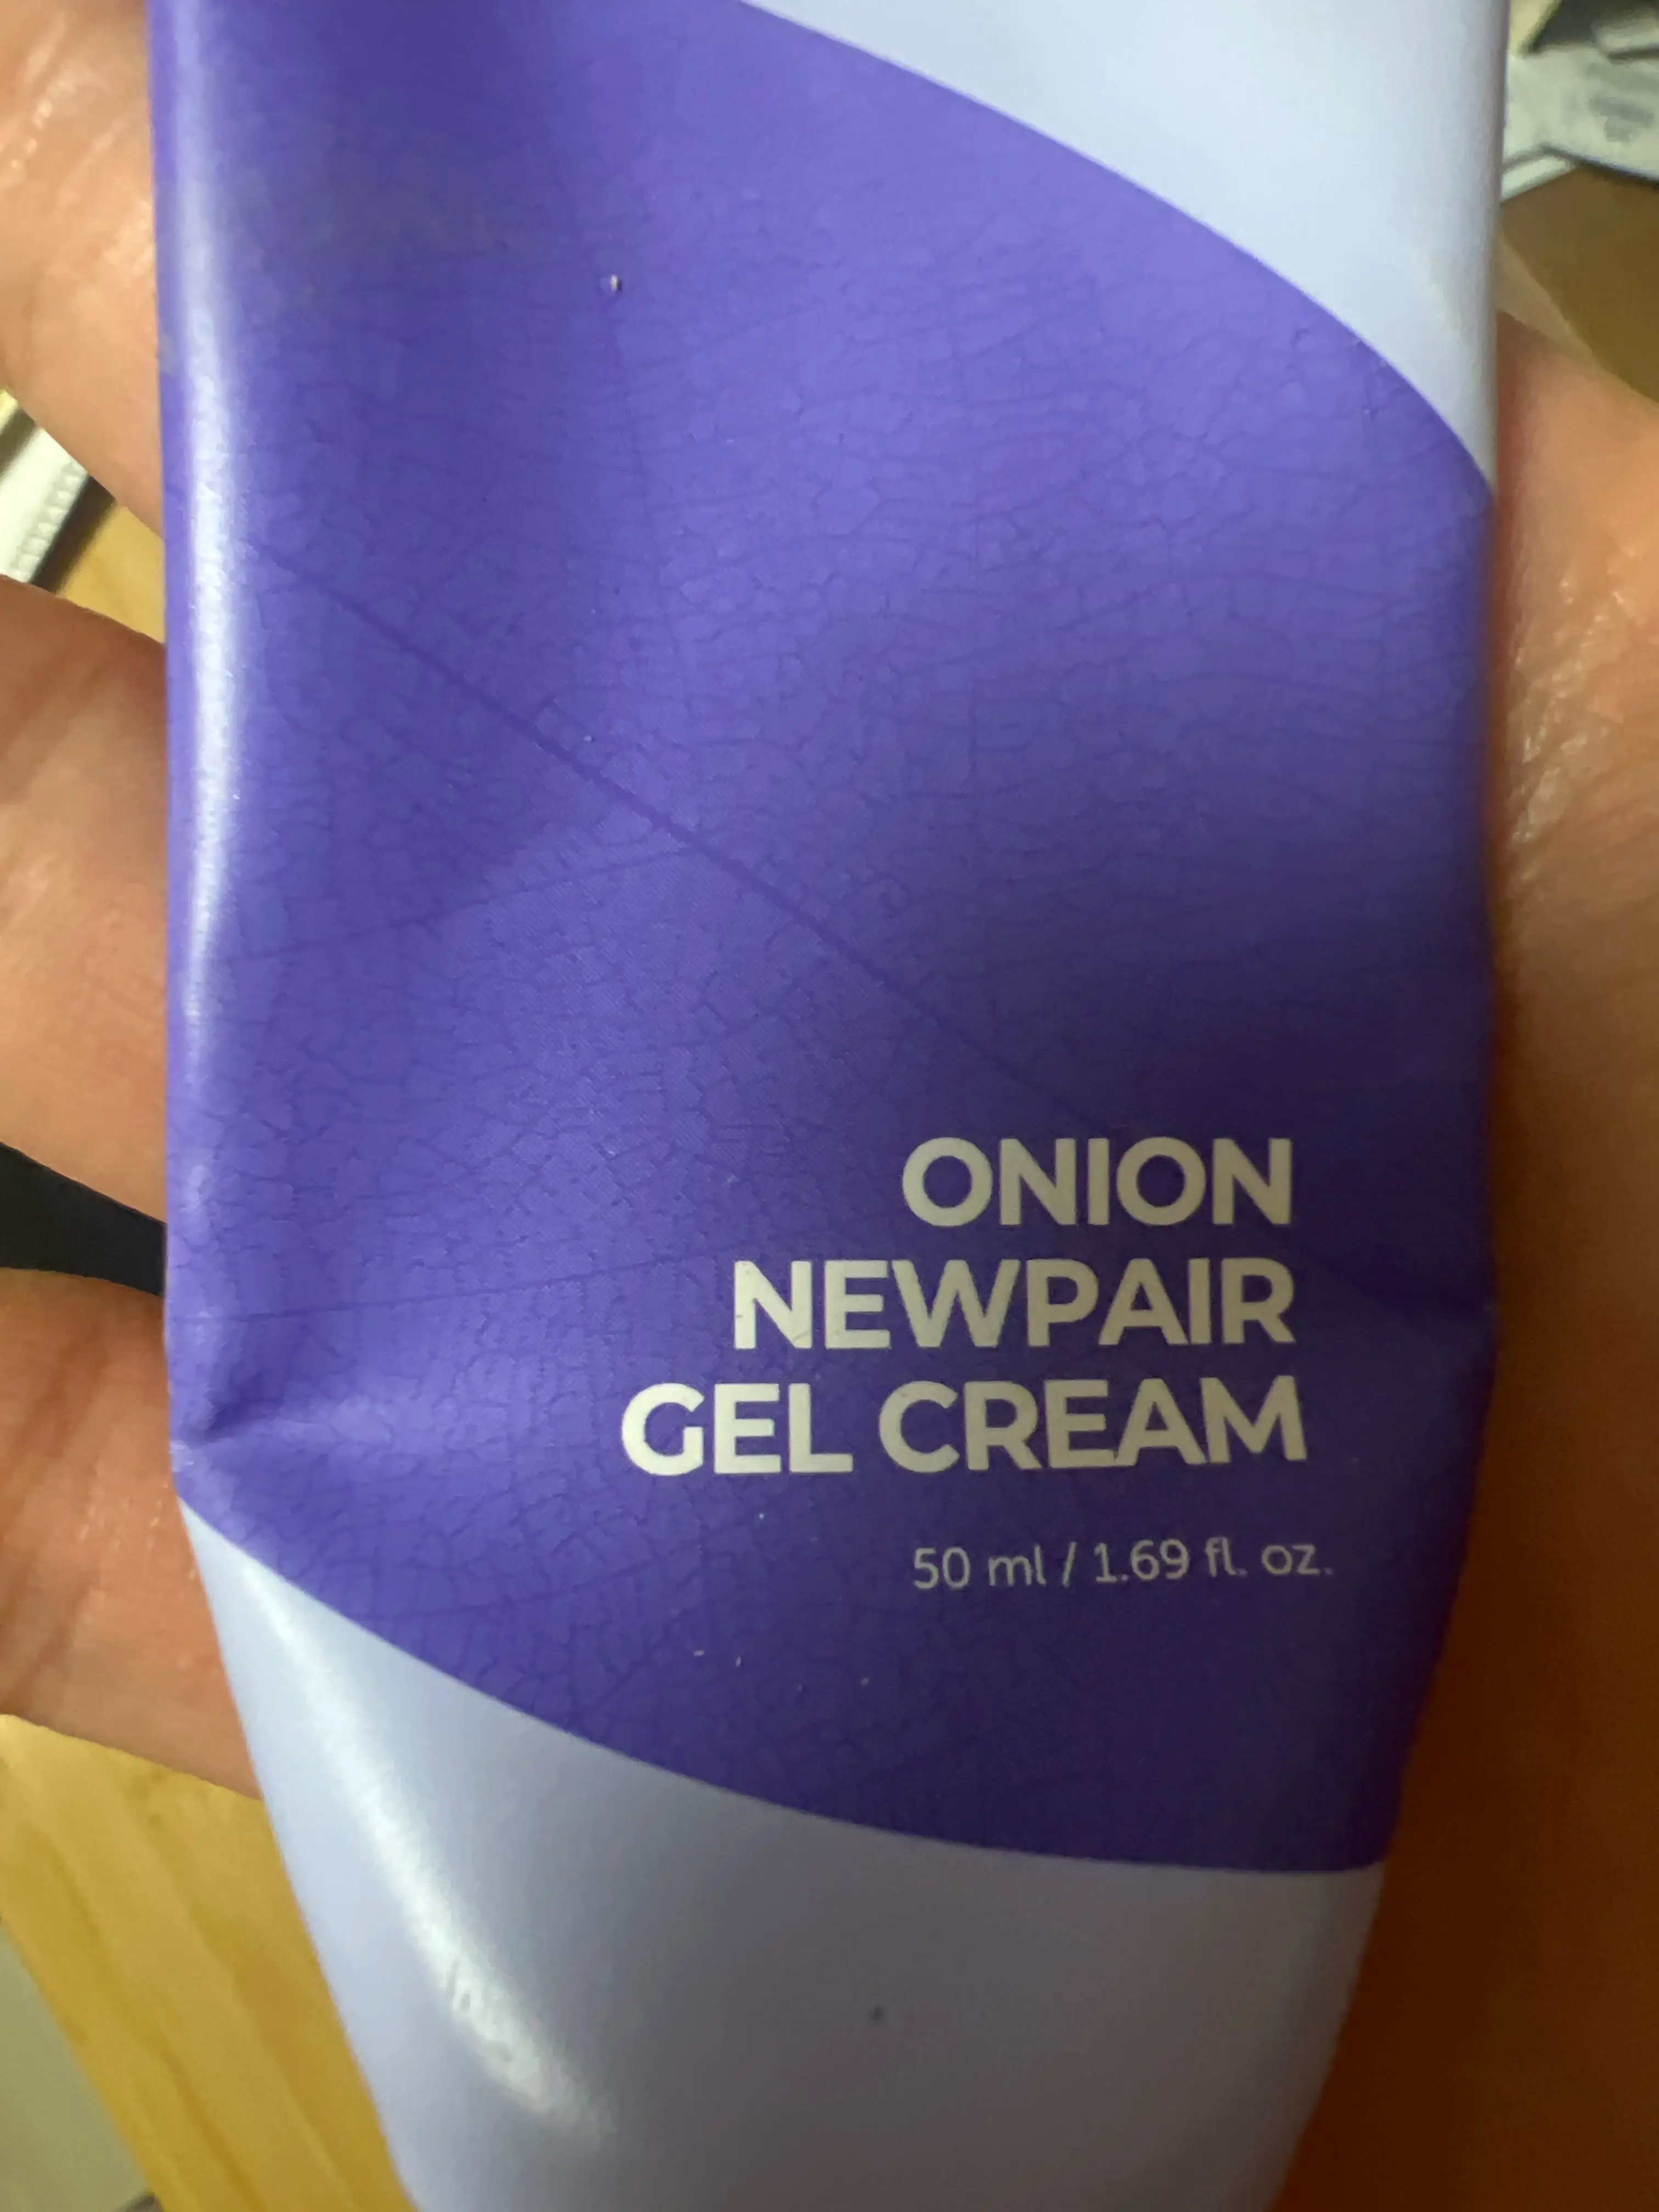 ONION
NEWPAIR
GEL CREAM
50 ml / 1.69 fl. oz.